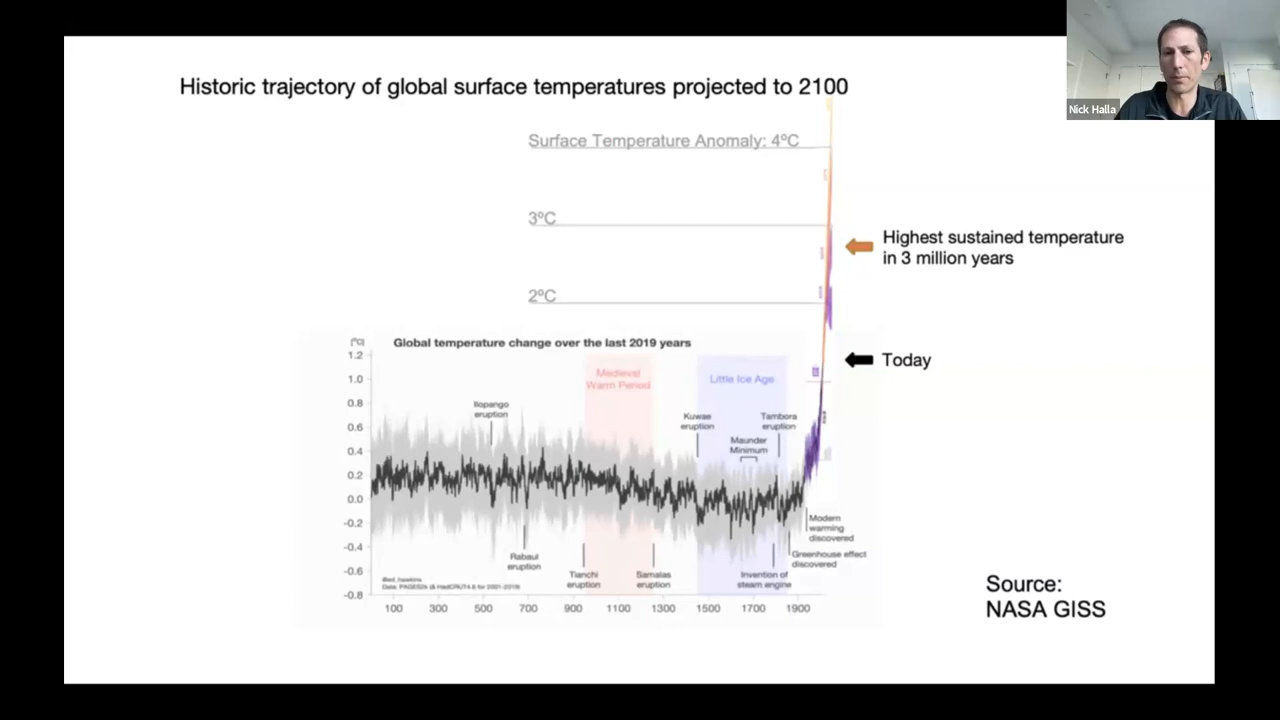 Historic trajectory of global surface temperatures projected to 2100
Nick Halla
Surface Temperature Anomaly: 4ºC
3ºC
Highest sustained temperature
in 3 million years
2ºC
Global temperature change over the last 2019 years
[ºC]
1.2
1.0
0.8
0.6
0.4
0.2
0.0
-0.2
-0.4
-0.6
-0.8
Today
Medieval
Warm Period
Little Ice Age
Ilopango
eruption
Kuwae
eruption
Tambora
eruption
Maunder
Minimum
Rabaul
eruption
Tianchi
eruption
Samalas
eruption
Invention of
steam engine
Modern
warming
discovered
Greenhouse effect
discovered
@ed_hawkins
Data: PAGES2k (& HadCRUT4.6 for 2001-2019)
100
300
500
700
900
1100
1300
1500
1700
1900
Source:
NASA GISS